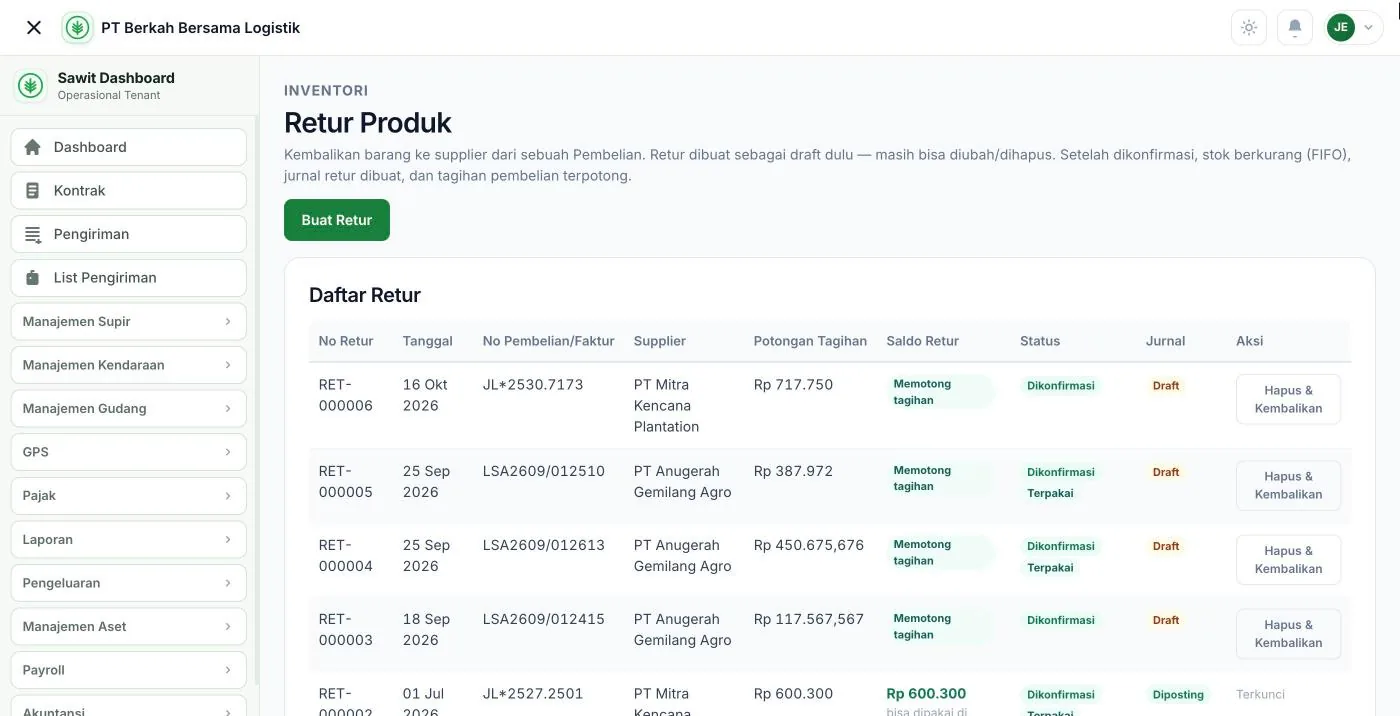 PT Berkah Bersama Logistik
JE
Sawit Dashboard
Operasional Tenant
Dashboard
Kontrak
Pengiriman
List Pengiriman
Manajemen Supir
Manajemen Kendaraan
Manajemen Gudang
GPS
Pajak
Laporan
Pengeluaran
Manajemen Aset
Payroll
Akuntansi
INVENTORI
Retur Produk
Kembalikan barang ke supplier dari sebuah Pembelian. Retur dibuat sebagai draft dulu — masih bisa diubah/dihapus. Setelah dikonfirmasi, stok berkurang (FIFO),
jurnal retur dibuat, dan tagihan pembelian terpotong.
Buat Retur
Daftar Retur
No Retur Tanggal No Pembelian/Faktur Supplier Potongan Tagihan Saldo Retur Status Jurnal Aksi
RET- 16 Okt JL*2530.7173 PT Mitra Rp 717.750 Memotong Dikonfirmasi Draft Hapus &
000006 2026 Kencana tagihan Kembalikan
Plantation
RET- 25 Sep LSA2609/012510 PT Anugerah Rp 387.972 Memotong Dikonfirmasi Draft Hapus &
000005 2026 Gemilang Agro tagihan Terpakai Kembalikan
RET- 25 Sep LSA2609/012613 PT Anugerah Rp 450.675,676 Memotong Dikonfirmasi Draft Hapus &
000004 2026 Gemilang Agro tagihan Terpakai Kembalikan
RET- 18 Sep LSA2609/012415 PT Anugerah Rp 117.567,567 Memotong Dikonfirmasi Draft Hapus &
000003 2026 Gemilang Agro tagihan Kembalikan
RET- 01 Jul JL*2527.2501 PT Mitra Rp 600.300 Rp 600.300 Dikonfirmasi Diposting Terkunci
000002 2026 Kencana bisa dipakai di Terpakai